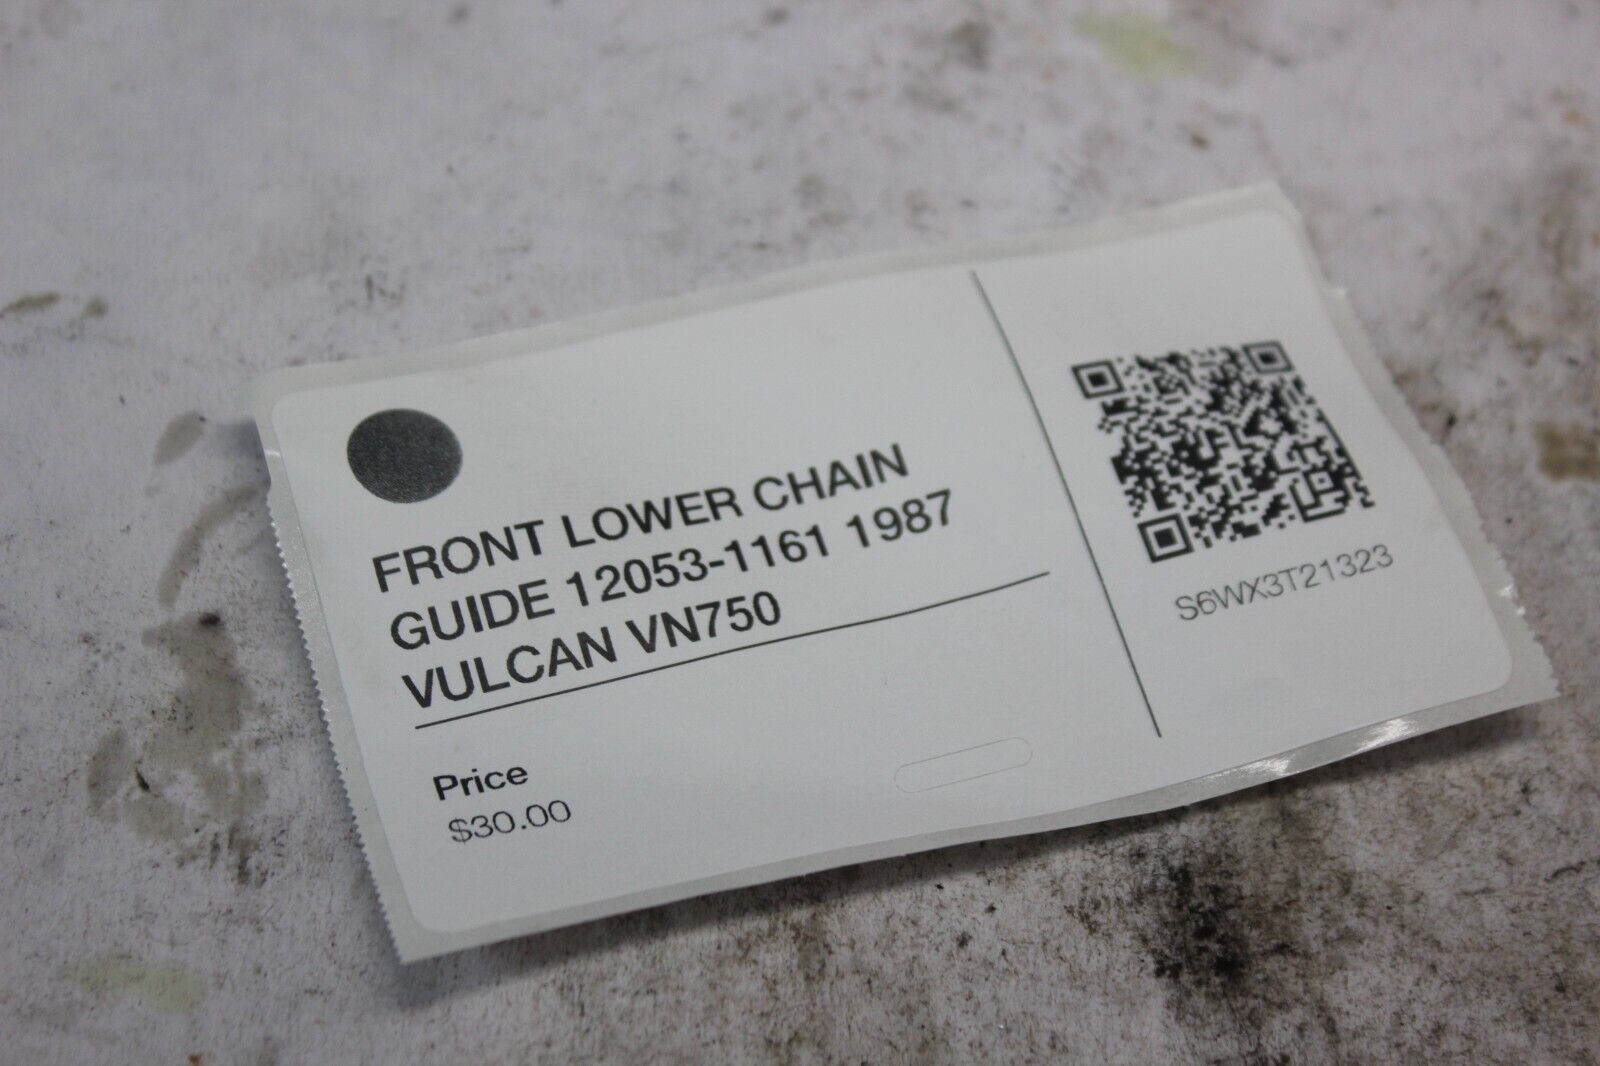 FRONT LOWER CHAIN
GUIDE 12053-1161 1987
VULCAN VN750
Price
$30.00
S6WX3T21323